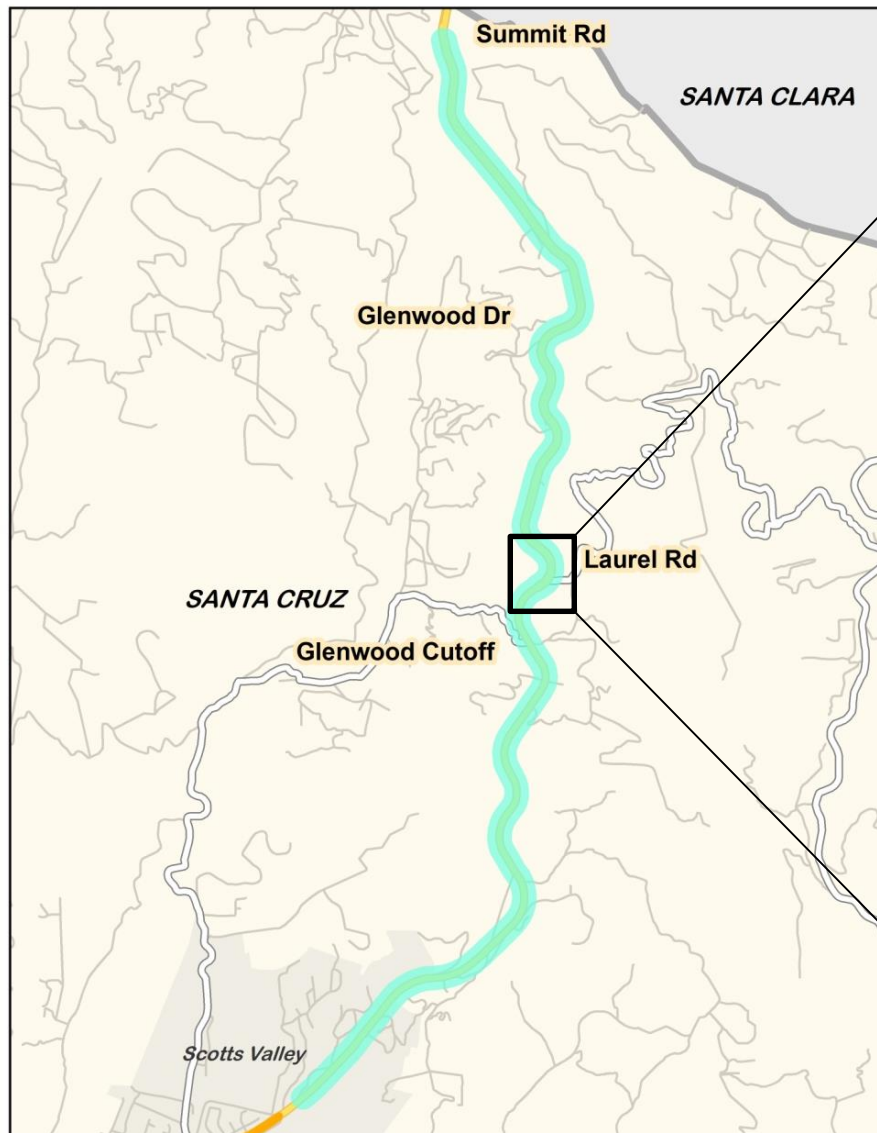 Summit Rd
SANTA CLARA
Glenwood Dr
Laurel Rd
SANTA CRUZ
Glenwood Cutoff
Scotts Valley